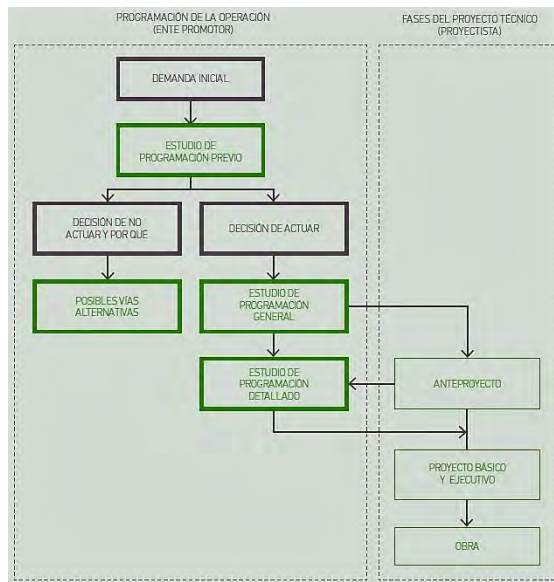 PROGRAMACIÓN DE LA OPERACIÓN
(ENTE PROMOTOR)
FASES DEL PROYECTO TÉCNICO
(PROYECTISTA)
DEMANDA INICIAL
ESTUDIO DE
PROGRAMACIÓN PREVIO
DECISIÓN DE NO
ACTUAR Y POR QUÉ
DECISIÓN DE ACTUAR
POSIBLES VÍAS
ALTERNATIVAS
ESTUDIO DE
PROGRAMACIÓN
GENERAL
ESTUDIO DE
PROGRAMACIÓN
DETALLADO
ANTEPROYECTO
PROYECTO BÁSICO
Y EJECUTIVO
OBRA